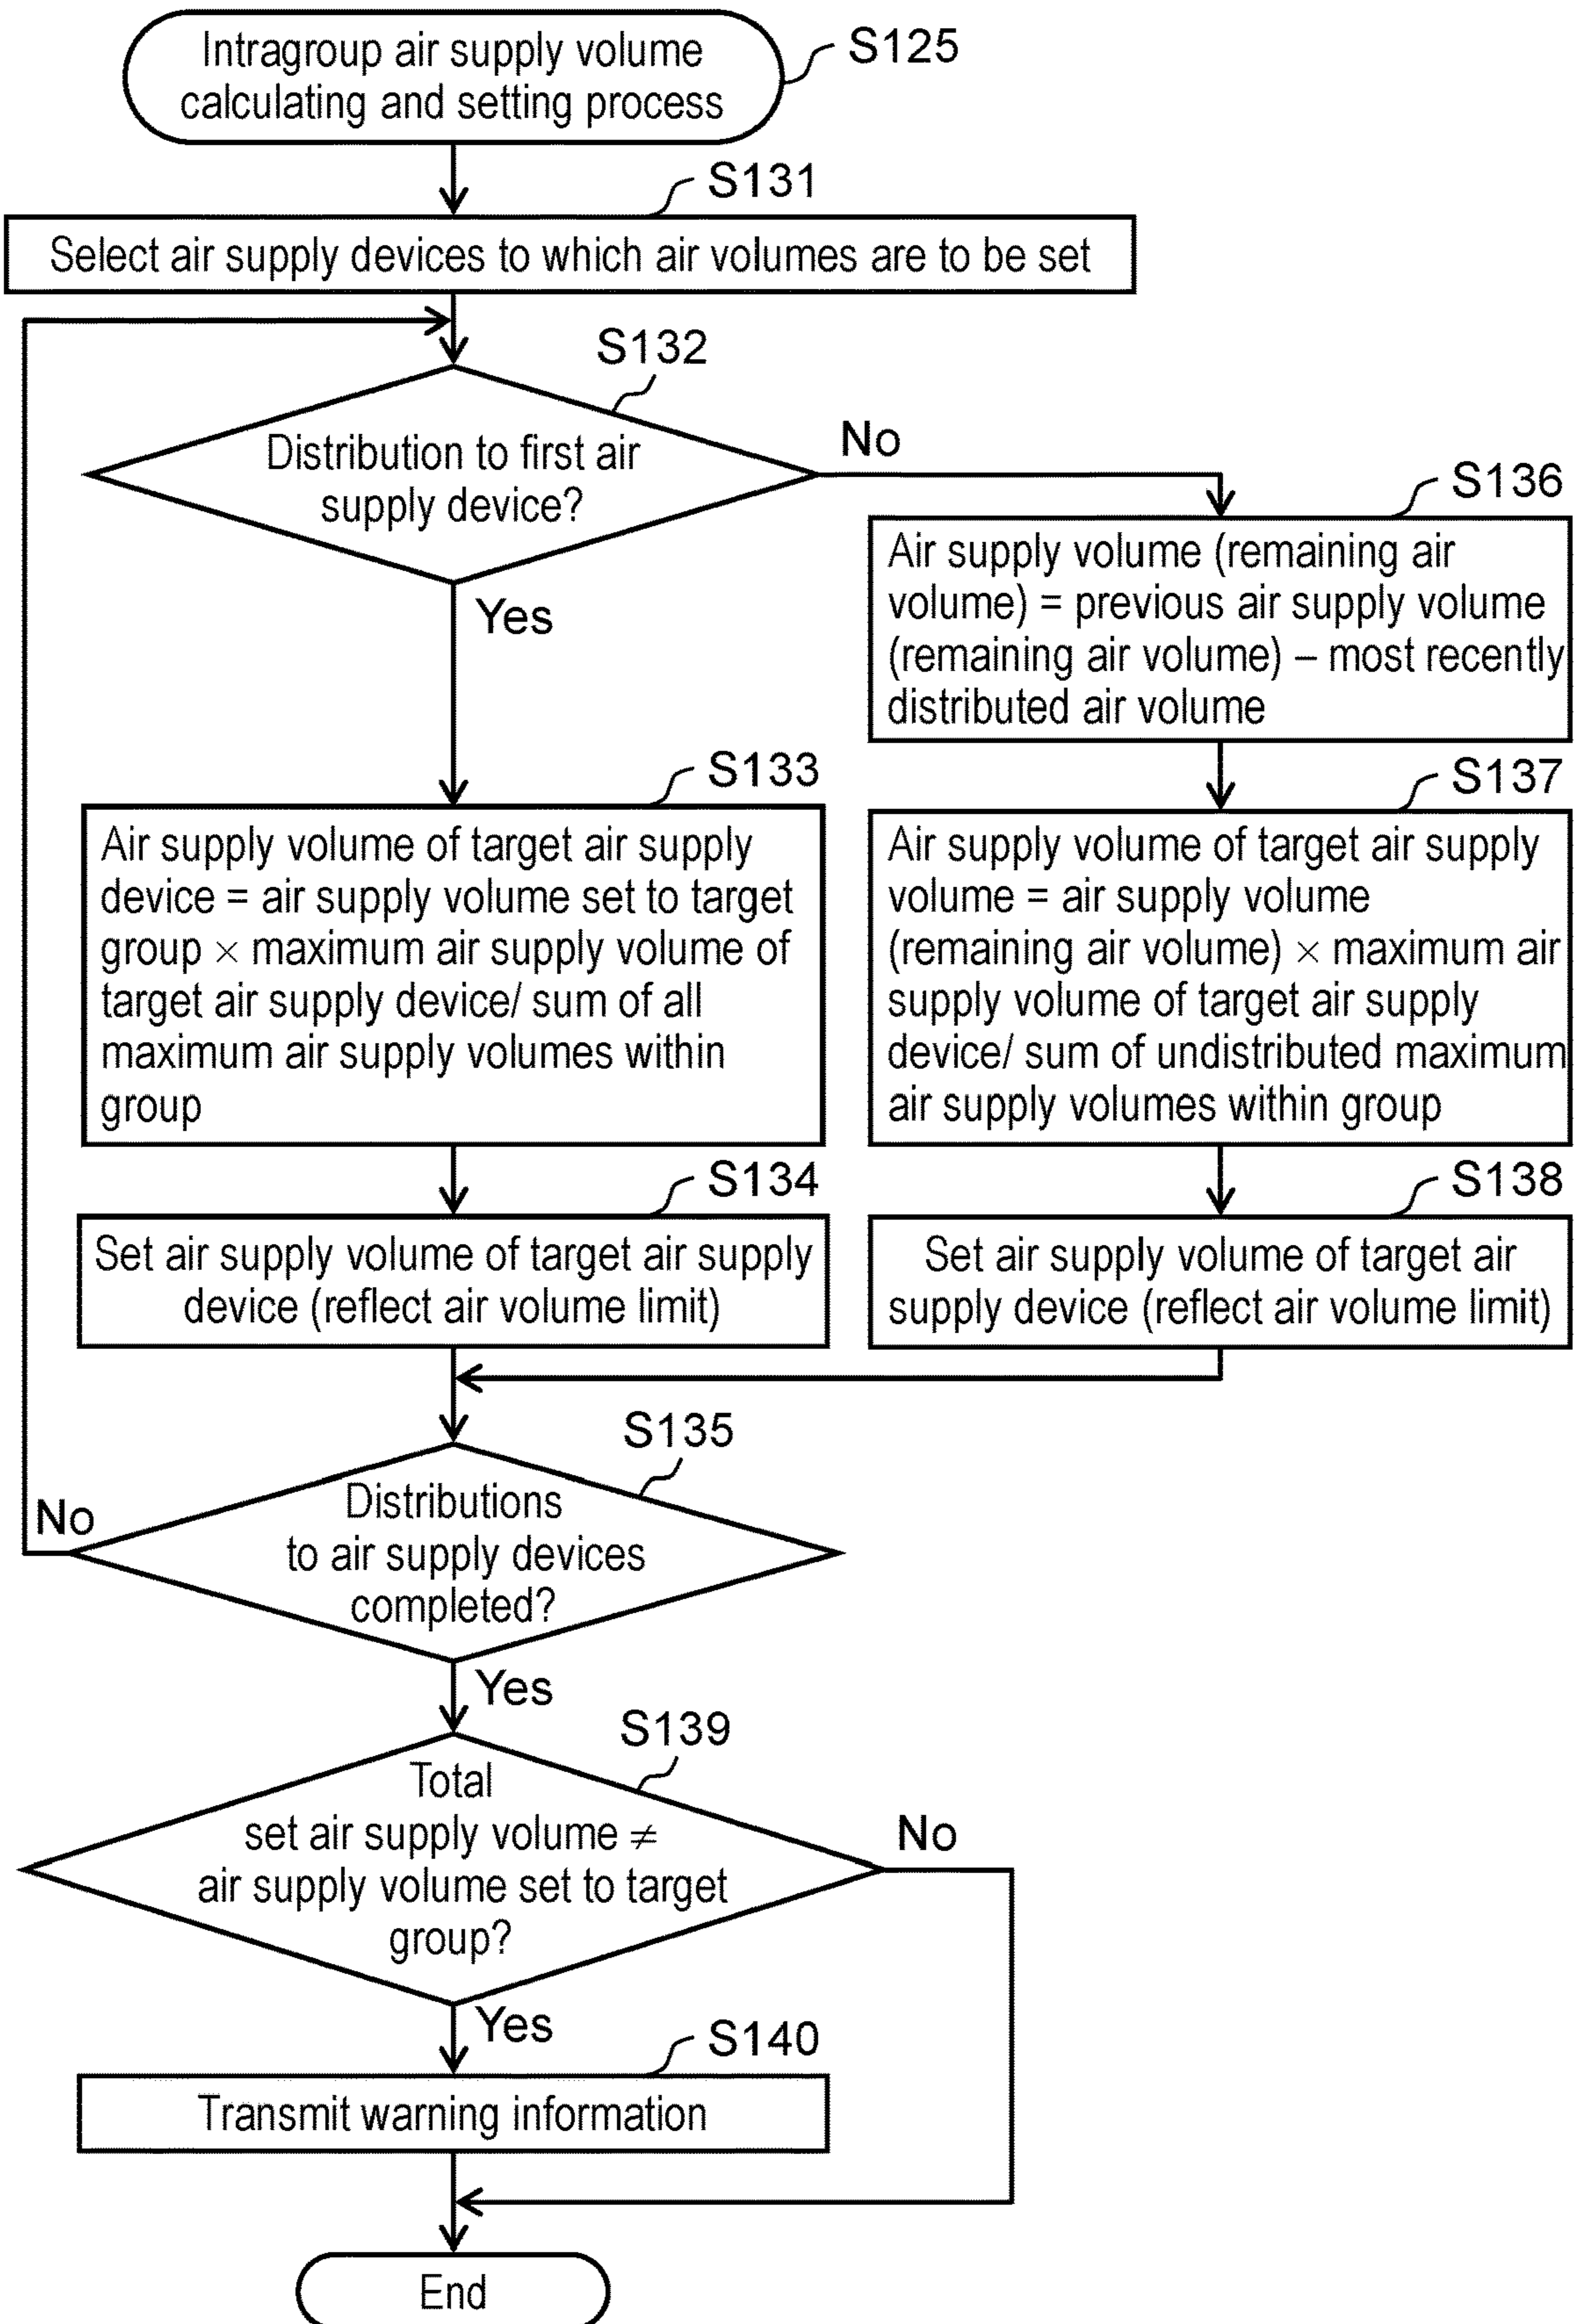 Intragroup air supply volume
calculating and setting process
S125
S131
Select air supply devices to which air volumes are to be set
S132
Distribution to first air
supply device?
No
Yes
S136
Air supply volume (remaining air
volume) = previous air supply volume
(remaining air volume) – most recently
distributed air volume
S133
Air supply volume of target air supply
device = air supply volume set to target
group × maximum air supply volume of
target air supply device/ sum of all
maximum air supply volumes within
group
S137
Air supply volume of target air supply
volume = air supply volume
(remaining air volume) × maximum air
supply volume of target air supply
device/ sum of undistributed maximum
air supply volumes within group
S134
Set air supply volume of target air supply
device (reflect air volume limit)
S138
Set air supply volume of target air
supply device (reflect air volume limit)
S135
Distributions
to air supply devices
completed?
No
Yes
S139
Total
set air supply volume ≠
air supply volume set to target
group?
No
Yes
S140
Transmit warning information
End